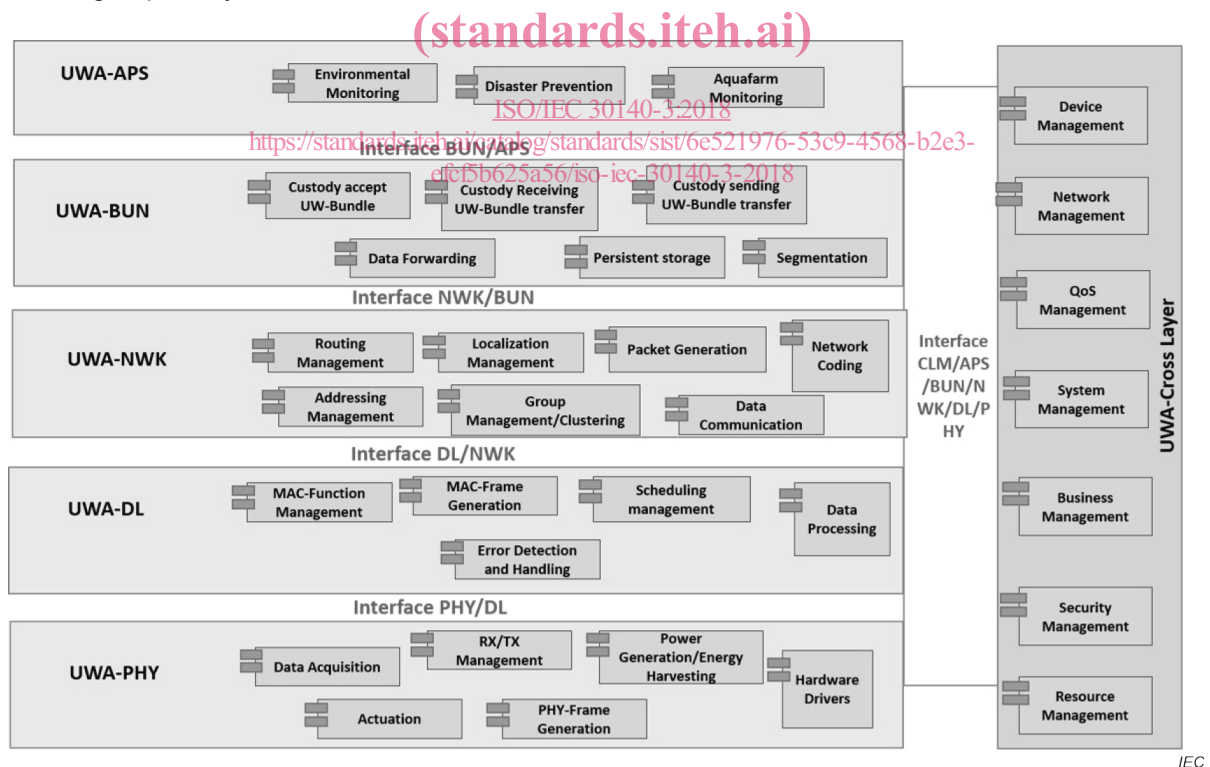 (standards.iteh.ai)
UWA-APS
Environmental
Monitoring
Disaster Prevention
Aquafarm
Monitoring
ISO/IEC 30140-3:2018
https://standards.iteh.ai/catalog/standards/sist/6e521976-53c9-4568-b2e3-
efcf5b625a56/iso-iec-30140-3-2018
Interface BUN/APS
UWA-BUN
Custody accept
UW-Bundle
Custody Receiving
UW-Bundle transfer
Custody sending
UW-Bundle transfer
Data Forwarding
Persistent storage
Segmentation
Interface NWK/BUN
UWA-NWK
Routing
Management
Localization
Management
Packet Generation
Network
Coding
Addressing
Management
Group
Management/Clustering
Data
Communication
Interface DL/NWK
UWA-DL
MAC-Function
Management
MAC-Frame
Generation
Scheduling
management
Data
Processing
Error Detection
and Handling
Interface PHY/DL
UWA-PHY
Data Acquisition
RX/TX
Management
Power
Generation/Energy
Harvesting
Hardware
Drivers
Actuation
PHY-Frame
Generation
Interface
CLM/APS
/BUN/N
WK/DL/P
HY
Device
Management
Network
Management
QoS
Management
System
Management
Business
Management
Security
Management
Resource
Management
UWA-Cross Layer
IEC